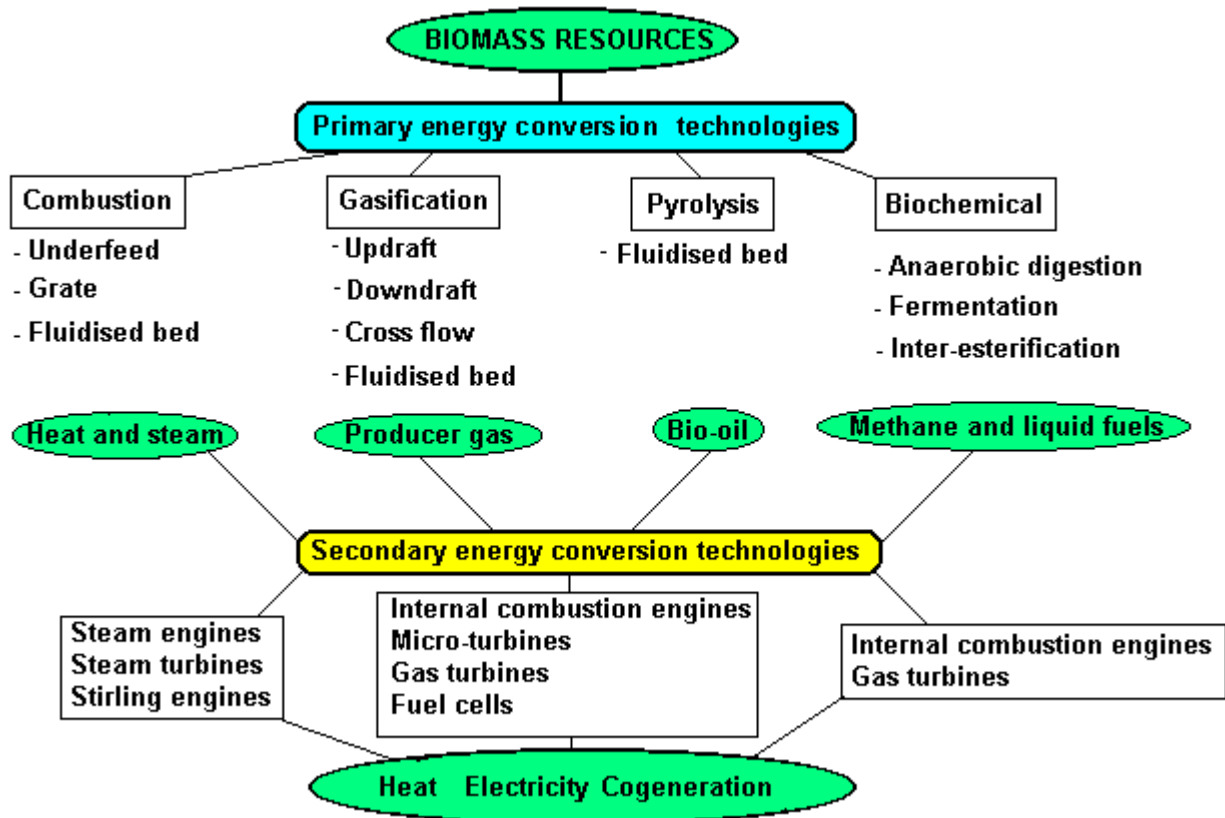 BIOMASS RESOURCES
Primary energy conversion technologies
Combustion
- Underfeed
- Grate
- Fluidised bed
Gasification
- Updraft
- Downdraft
- Cross flow
- Fluidised bed
Pyrolysis
- Fluidised bed
Biochemical
- Anaerobic digestion
- Fermentation
- Inter-esterification
Heat and steam
Producer gas
Bio-oil
Methane and liquid fuels
Secondary energy conversion technologies
Steam engines
Steam turbines
Stirling engines
Internal combustion engines
Micro-turbines
Gas turbines
Fuel cells
Internal combustion engines
Gas turbines
Heat Electricity Cogeneration